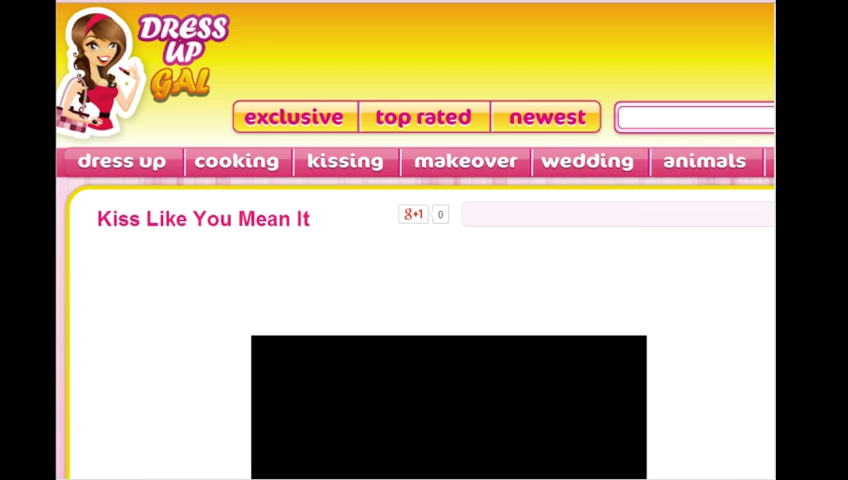 DRESS
UP
GAL
exclusive top rated newest
dress up cooking kissing makeover wedding animals
Kiss Like You Mean It
g+1 0